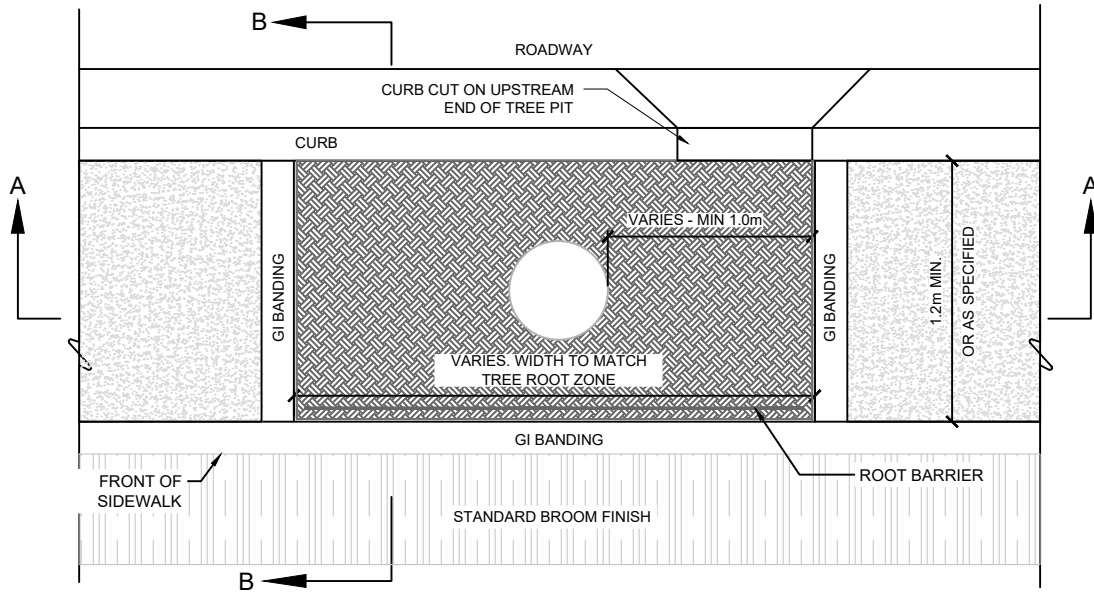 B
ROADWAY
CURB CUT ON UPSTREAM
END OF TREE PIT
CURB
A
A
VARIES - MIN 1.0m
GI BANDING
GI BANDING
1.2m MIN.
OR AS SPECIFIED
VARIES. WIDTH TO MATCH
TREE ROOT ZONE
GI BANDING
FRONT OF
SIDEWALK
ROOT BARRIER
STANDARD BROOM FINISH
B